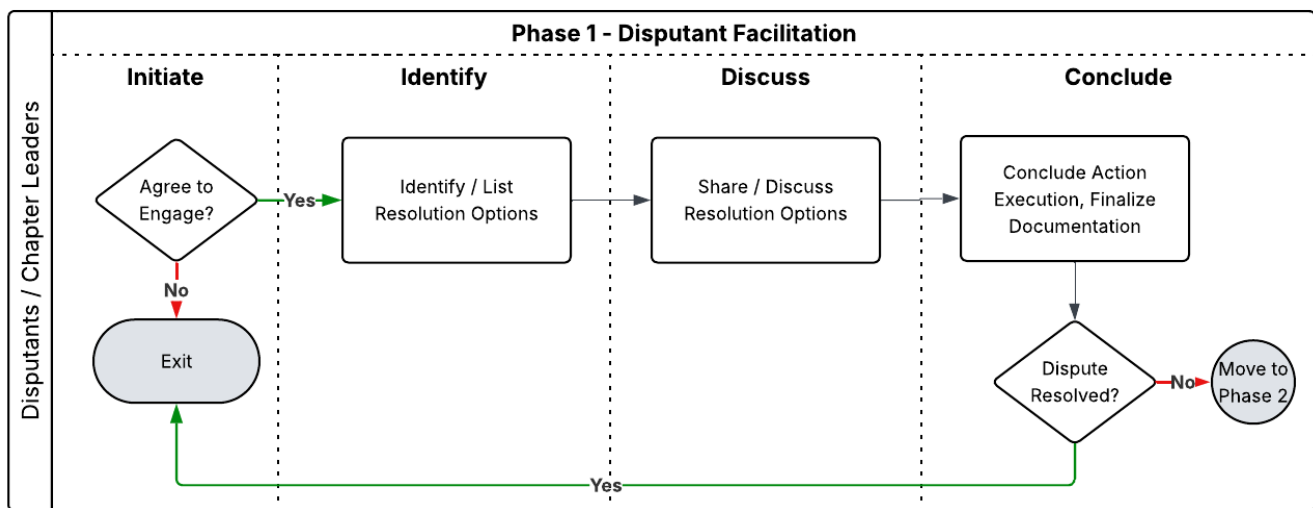 Phase 1 - Disputant Facilitation
Disputants / Chapter Leaders
Initiate
Identify
Discuss
Conclude
Agree to
Engage?
Yes
Identify / List
Resolution Options
Share / Discuss
Resolution Options
Conclude Action
Execution, Finalize
Documentation
No
Exit
Dispute
Resolved?
No
Move to
Phase 2
Yes